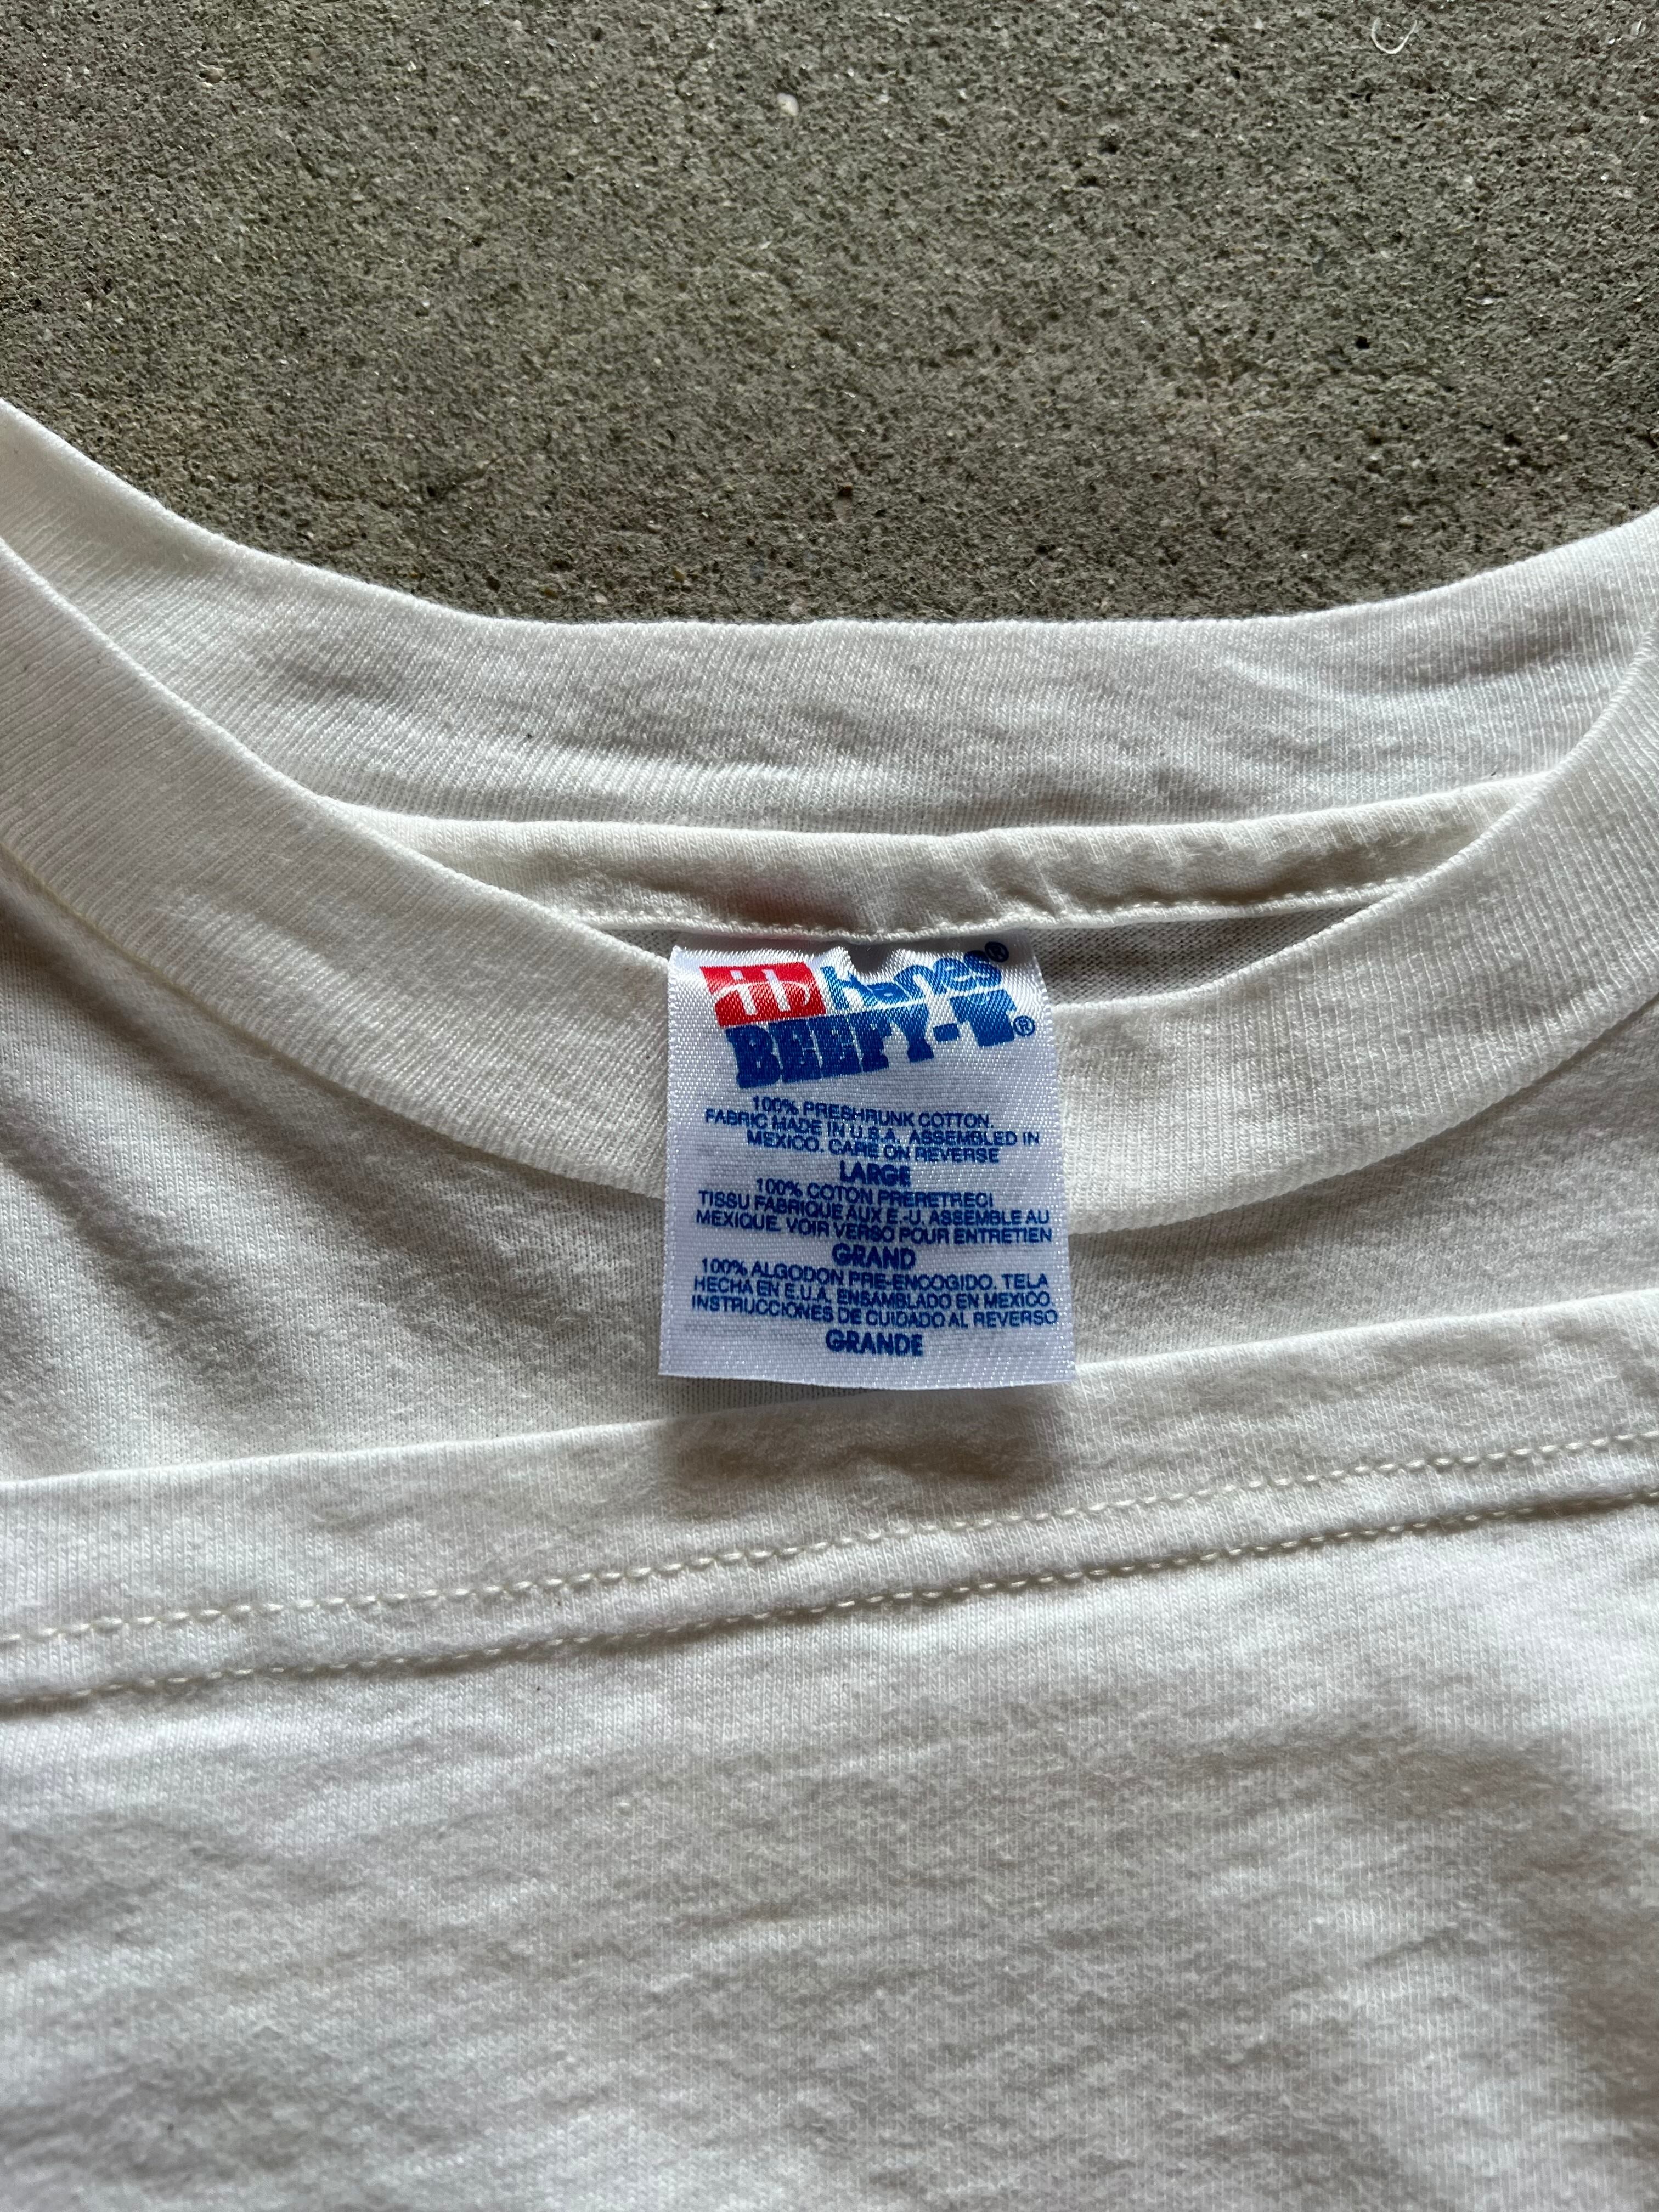 Hanes®
BEEFY-T®
100% PRESHRUNK COTTON.
FABRIC MADE IN U.S.A. ASSEMBLED IN
MEXICO. CARE ON REVERSE
LARGE
100% COTON PRERETRECI
TISSU FABRIQUE AUX E.-U. ASSEMBLE AU
MEXIQUE. VOIR VERSO POUR ENTRETIEN
GRAND
100% ALGODON PRE-ENCOGIDO. TELA
HECHA EN E.U.A. ENSAMBLADO EN MEXICO.
INSTRUCCIONES DE CUIDADO AL REVERSO
GRANDE